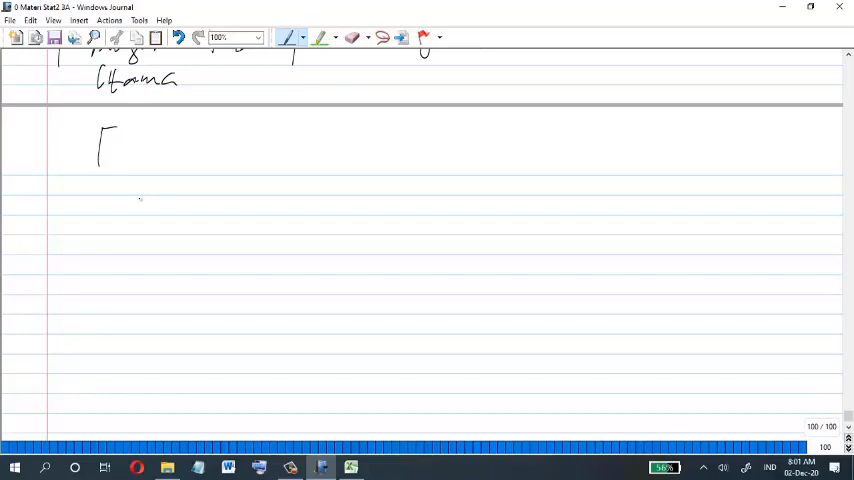 0 Materi Stat2 3A - Windows Journal
File Edit View Insert Actions Tools Help
100%
Utama
100 / 100
100
56%
IND
8:01 AM
02-Dec-20